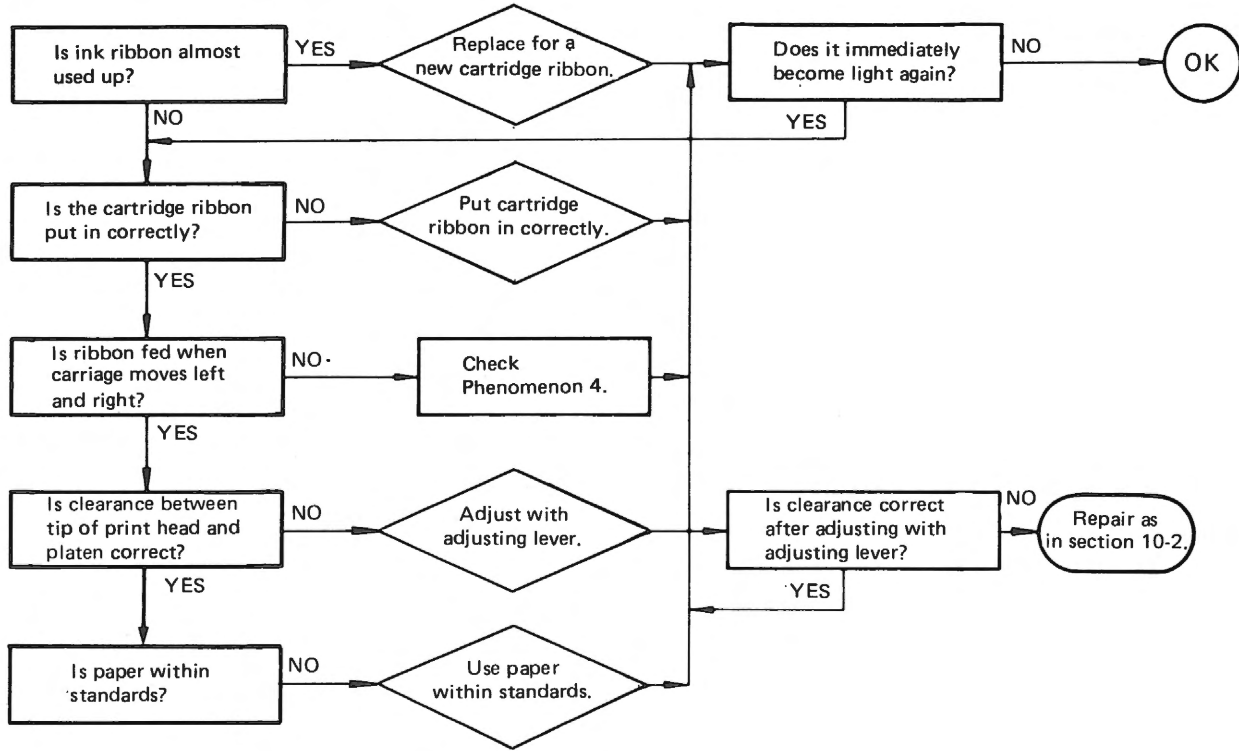 Is ink ribbon almost
used up?
YES
Replace for a
new cartridge ribbon.
Does it immediately
become light again?
NO
OK
NO
YES
Is the cartridge ribbon
put in correctly?
NO
Put cartridge
ribbon in correctly.
YES
Is ribbon fed when
carriage moves left
and right?
NO
Check
Phenomenon 4.
YES
Is clearance between
tip of print head and
platen correct?
NO
Adjust with
adjusting lever.
Is clearance correct
after adjusting with
adjusting lever?
NO
Repair as
in section 10-2.
YES
YES
Is paper within
standards?
NO
Use paper
within standards.